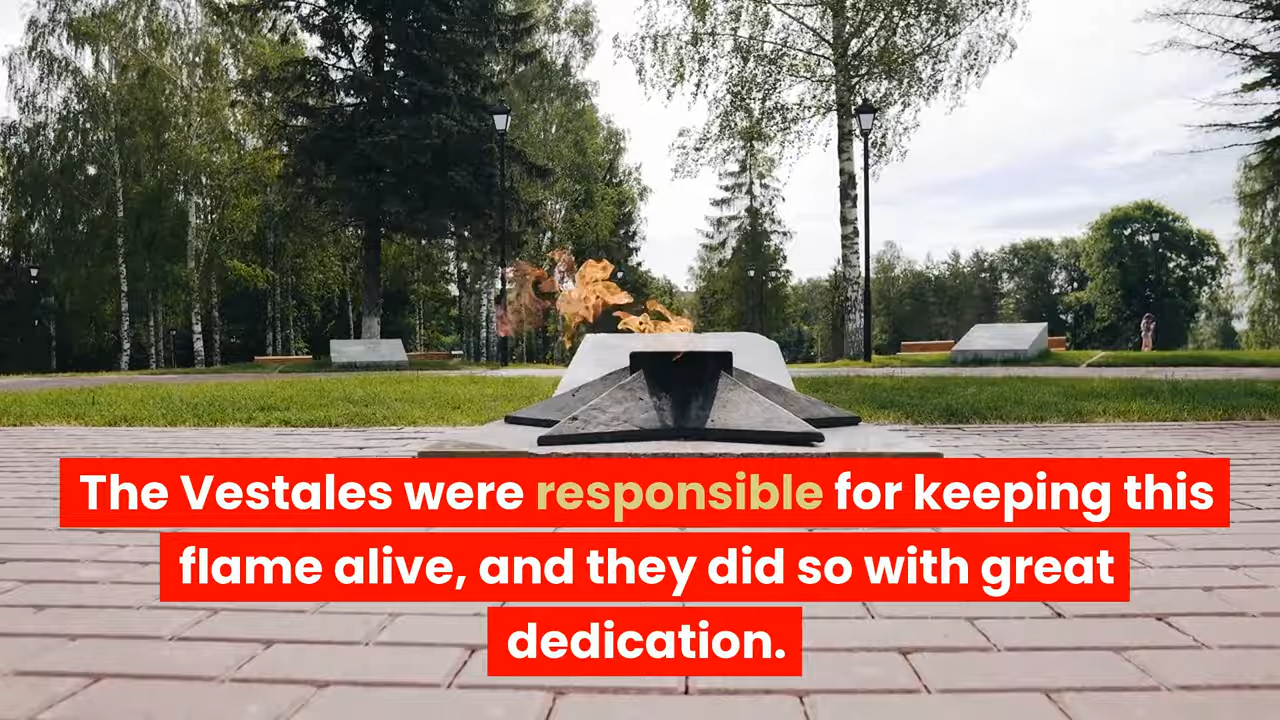 The Vestales were responsible for keeping this
flame alive, and they did so with great
dedication.